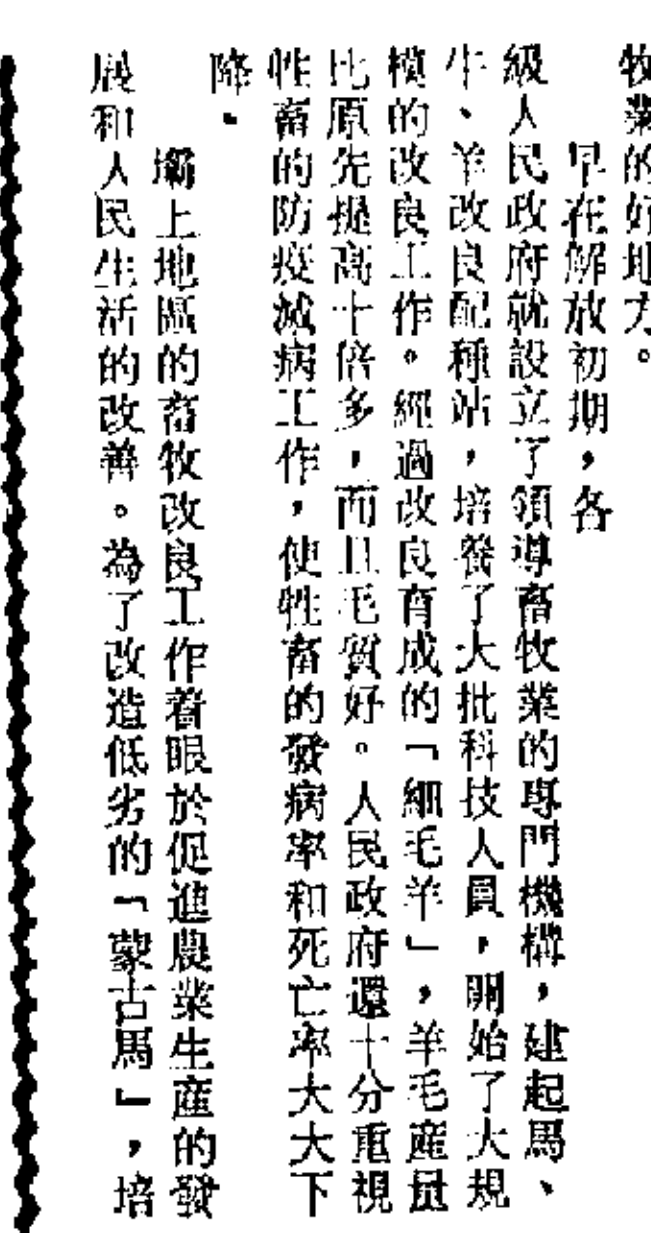 牧業的好地方。
早在解放初期，各
級人民政府就設立了領導畜牧業的專門機構，建起馬、
牛、羊改良配種站，培養了大批科技人員，開始了大規
模的改良工作。經過改良育成的「細毛羊」，羊毛產量
比原先提高十倍多，而且毛質好。人民政府還十分重視
牲畜的防疫滅病工作，使牲畜的發病率和死亡率大大下
降。
壩上地區的畜牧改良工作着眼於促進農業生產的發
展和人民生活的改善。為了改造低劣的「蒙古馬」，培